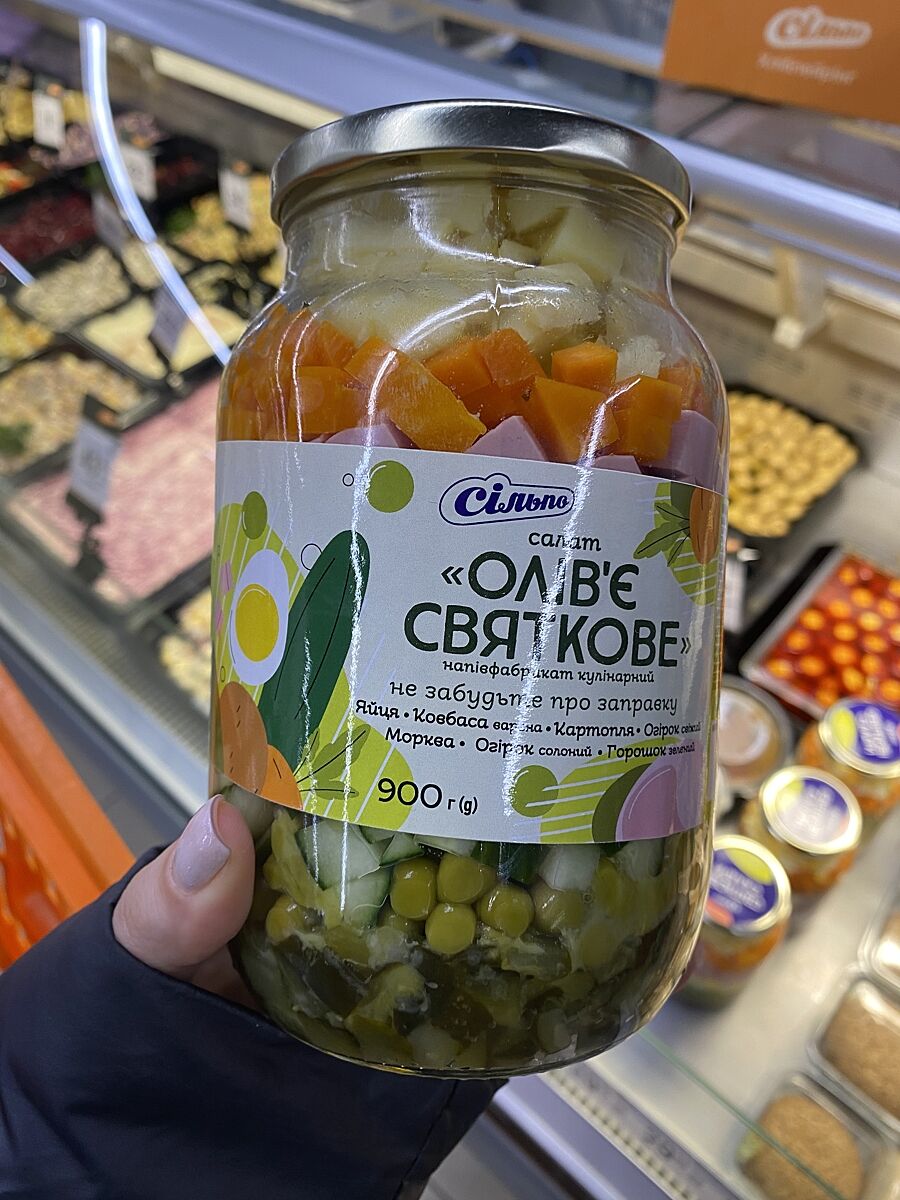 Сільпо
Сільпо
салат
«ОЛІВ'Є
СВЯТКОВЕ»
напівфабрикат кулінарний
не забудьте про заправку
Яйця • Ковбаса варена • Картопля • Огірок свіжий
Морква • Огірок солоний • Горошок зелений
900 г (g)